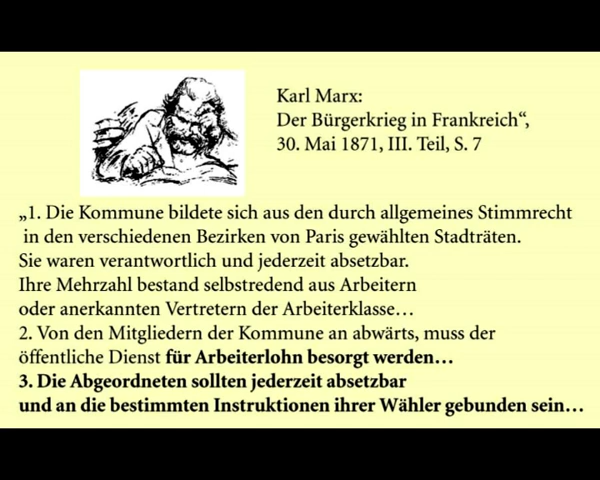 Karl Marx:
Der Bürgerkrieg in Frankreich“,
30. Mai 1871, III. Teil, S. 7
„1. Die Kommune bildete sich aus den durch allgemeines Stimmrecht
in den verschiedenen Bezirken von Paris gewählten Stadträten.
Sie waren verantwortlich und jederzeit absetzbar.
Ihre Mehrzahl bestand selbstredend aus Arbeitern
oder anerkannten Vertretern der Arbeiterklasse…
2. Von den Mitgliedern der Kommune an abwärts, muss der
öffentliche Dienst für Arbeiterlohn besorgt werden…
3. Die Abgeordneten sollten jederzeit absetzbar
und an die bestimmten Instruktionen ihrer Wähler gebunden sein…